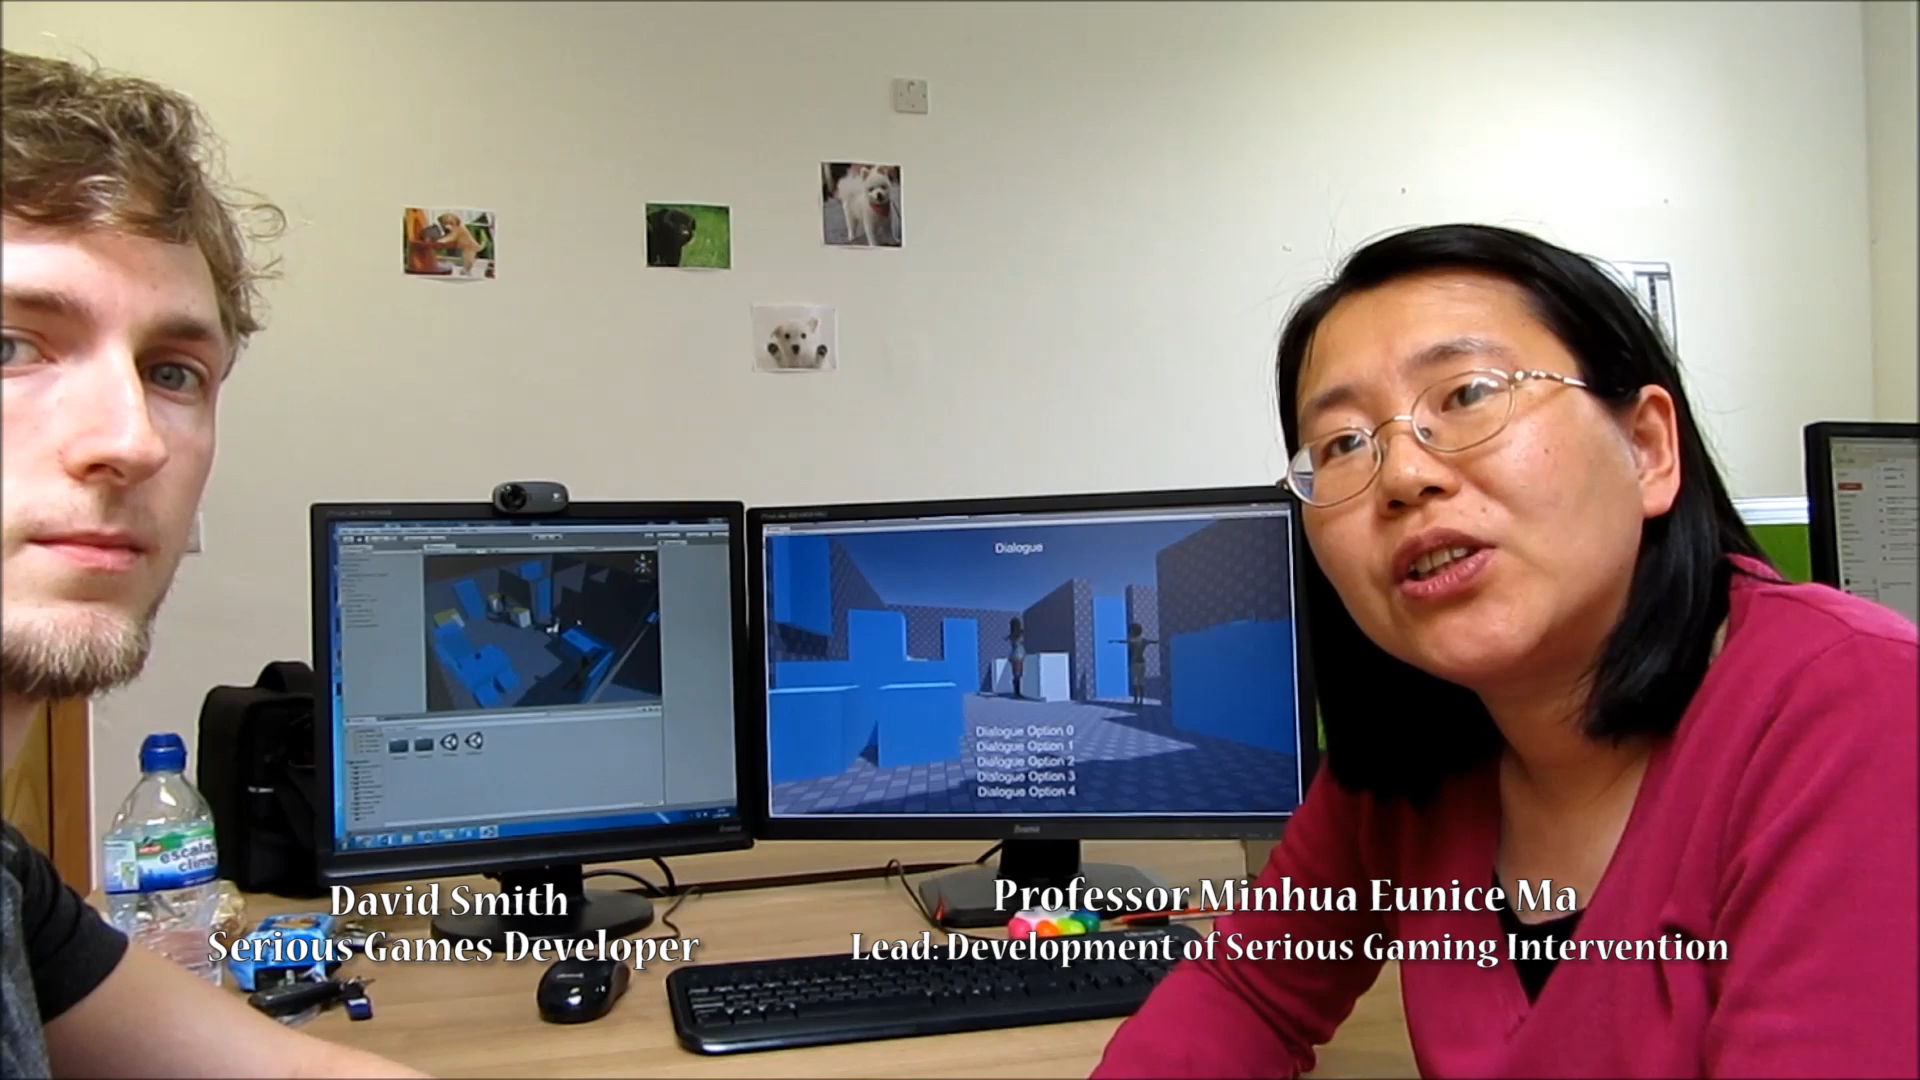 Dialogue
Dialogue Option 0
Dialogue Option 1
Dialogue Option 2
Dialogue Option 3
Dialogue Option 4
David Smith
Serious Games Developer
Professor Minhua Eunice Ma
Lead: Development of Serious Gaming Intervention